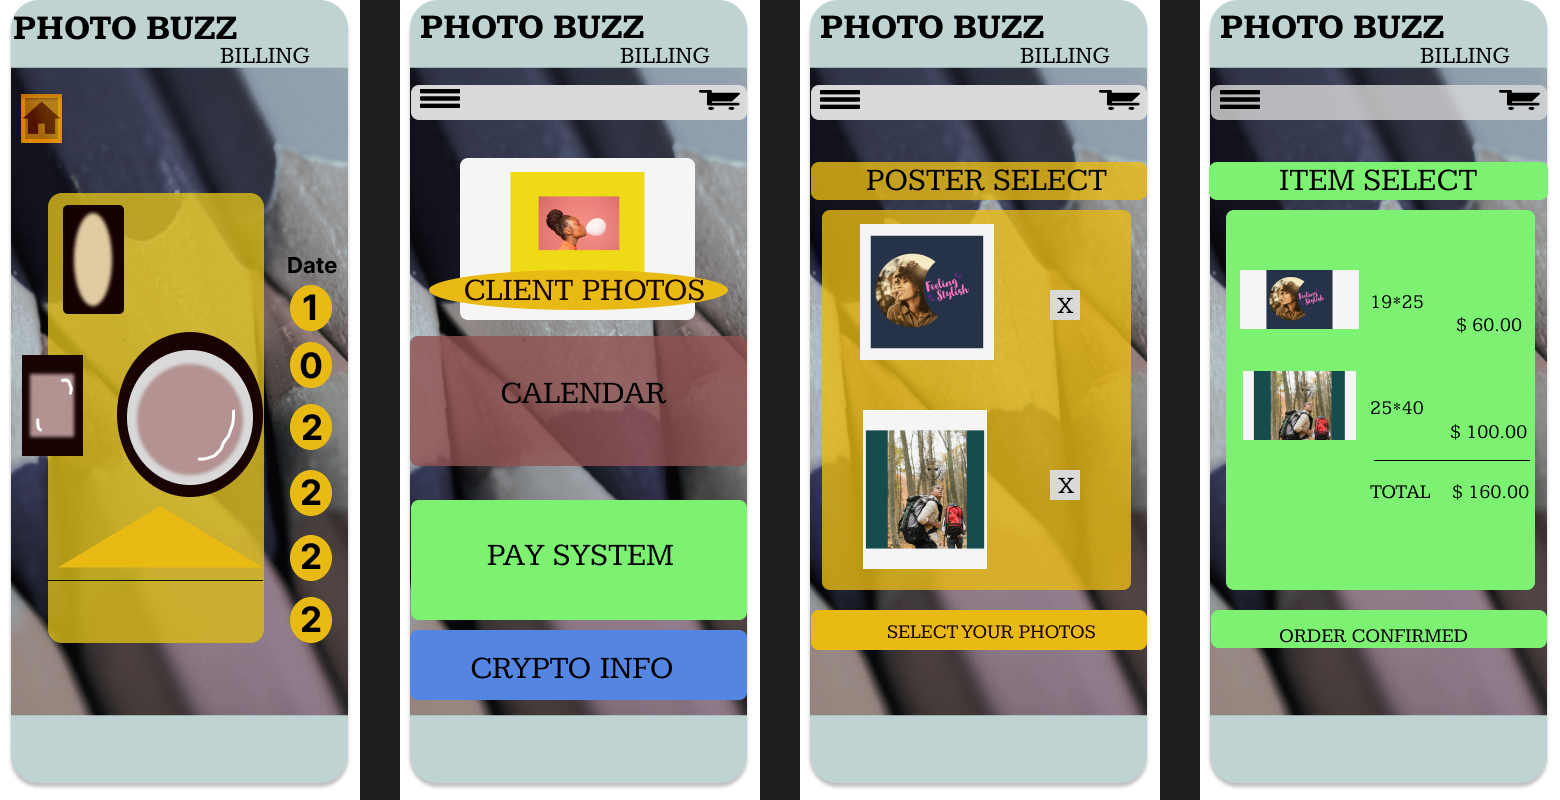 PHOTO BUZZ
BILLING
Date
1
0
2
2
2
2
PHOTO BUZZ
BILLING
CLIENT PHOTOS
CALENDAR
PAY SYSTEM
CRYPTO INFO
PHOTO BUZZ
BILLING
POSTER SELECT
Feeling
Stylish
X
X
SELECT YOUR PHOTOS
PHOTO BUZZ
BILLING
ITEM SELECT
Feeling
Stylish
19*25
$ 60.00
25*40
$ 100.00
TOTAL $ 160.00
ORDER CONFIRMED